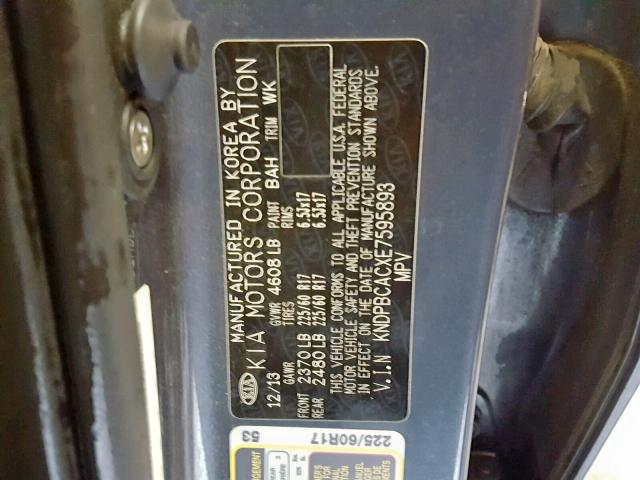 MANUFACTURED IN KOREA BY
KIA KIA MOTORS CORPORATION
12/13 GVWR 4608 LB PAINT BAH TRIM WK
GAWR TIRES RIMS
FRONT 2370 LB 225/60 R17 6.5Jx17
REAR 2480 LB 225/60 R17 6.5Jx17
THIS VEHICLE CONFORMS TO ALL APPLICABLE U.S.A. FEDERAL
MOTOR VEHICLE SAFETY AND THEFT PREVENTION STANDARDS
IN EFFECT ON THE DATE OF MANUFACTURE SHOWN ABOVE.
V.I.N KNDPBCACXE7595893
MPV
53
225/60R17